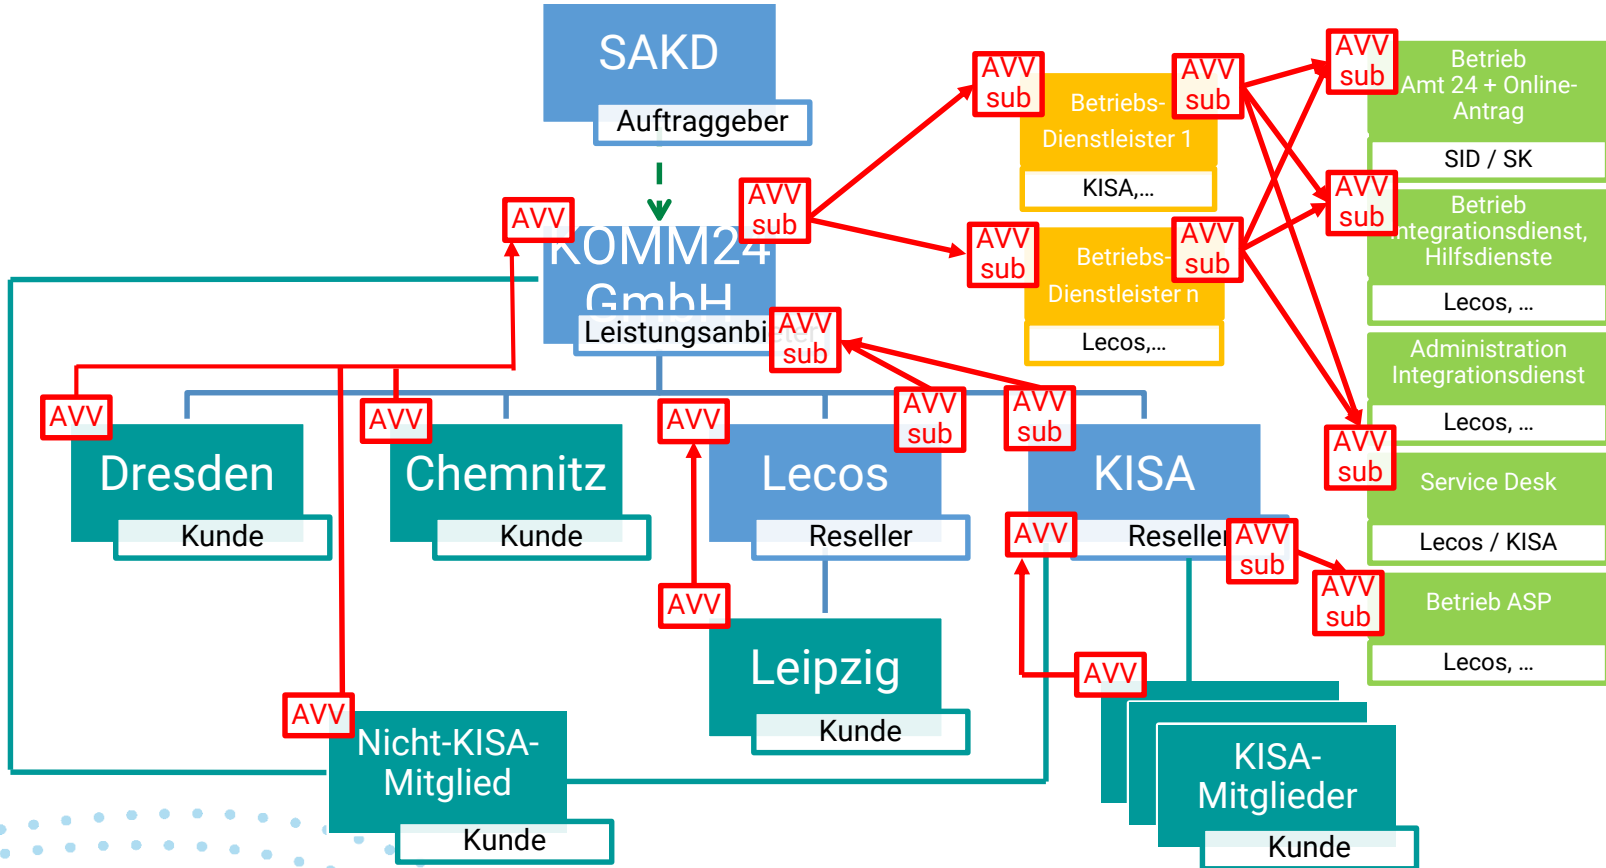 SAKD
Auftraggeber
AVV
sub
Betriebs-
Dienstleister 1
KISA,...
AVV
sub
AVV
sub
Betrieb
Amt 24 + Online-
Antrag
SID / SK
AVV
KOMM24
GmbH
Leistungsanbieter
AVV
sub
AVV
sub
AVV
sub
Betriebs-
Dienstleister n
Lecos,...
AVV
sub
AVV
sub
Betrieb
Integrationsdienst,
Hilfsdienste
Lecos, ...
Administration
Integrationsdienst
Lecos, ...
AVV
Dresden
Kunde
AVV
Chemnitz
Kunde
AVV
Lecos
Reseller
AVV
sub
AVV
sub
KISA
Reseller
AVV
AVV
sub
AVV
sub
Service Desk
Lecos / KISA
AVV
sub
Betrieb ASP
Lecos, ...
AVV
Leipzig
Kunde
AVV
KISA-
Mitglieder
Kunde
AVV
Nicht-KISA-
Mitglied
Kunde